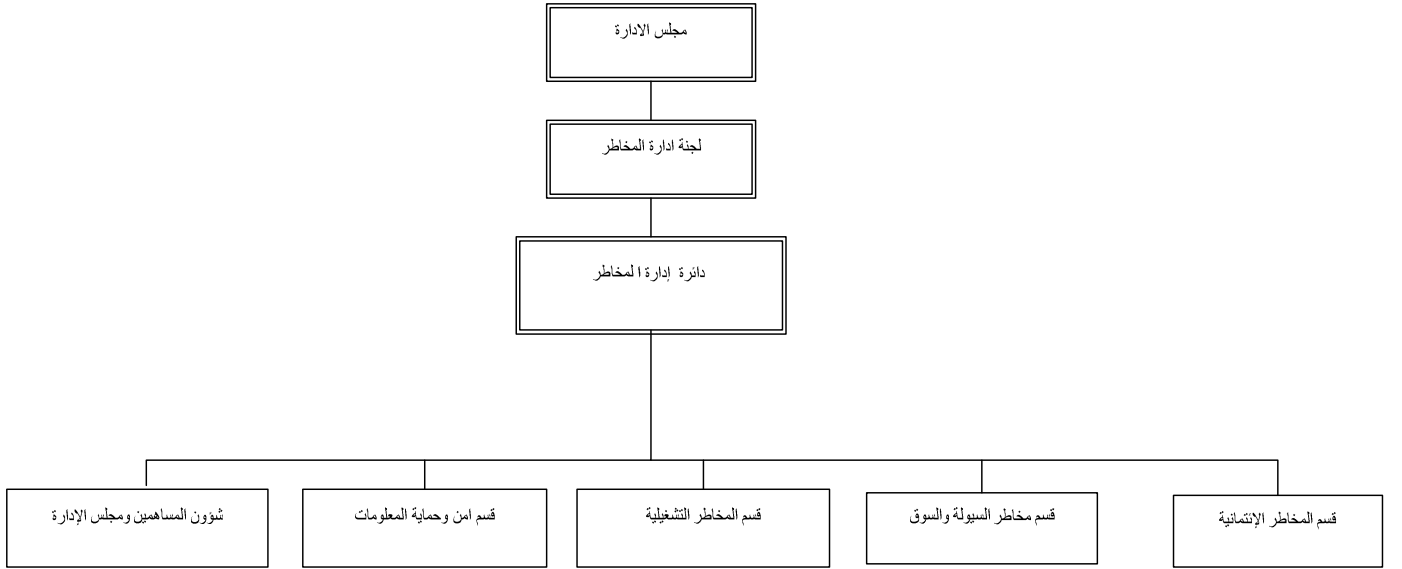 مجلس الادارة
لجنة ادارة المخاطر
دائرة إدارة المخاطر
قسم المخاطر الإئتمانية
قسم مخاطر السيولة والسوق
قسم المخاطر التشغيلية
قسم امن وحماية المعلومات
شؤون المساهمين ومجلس الإدارة